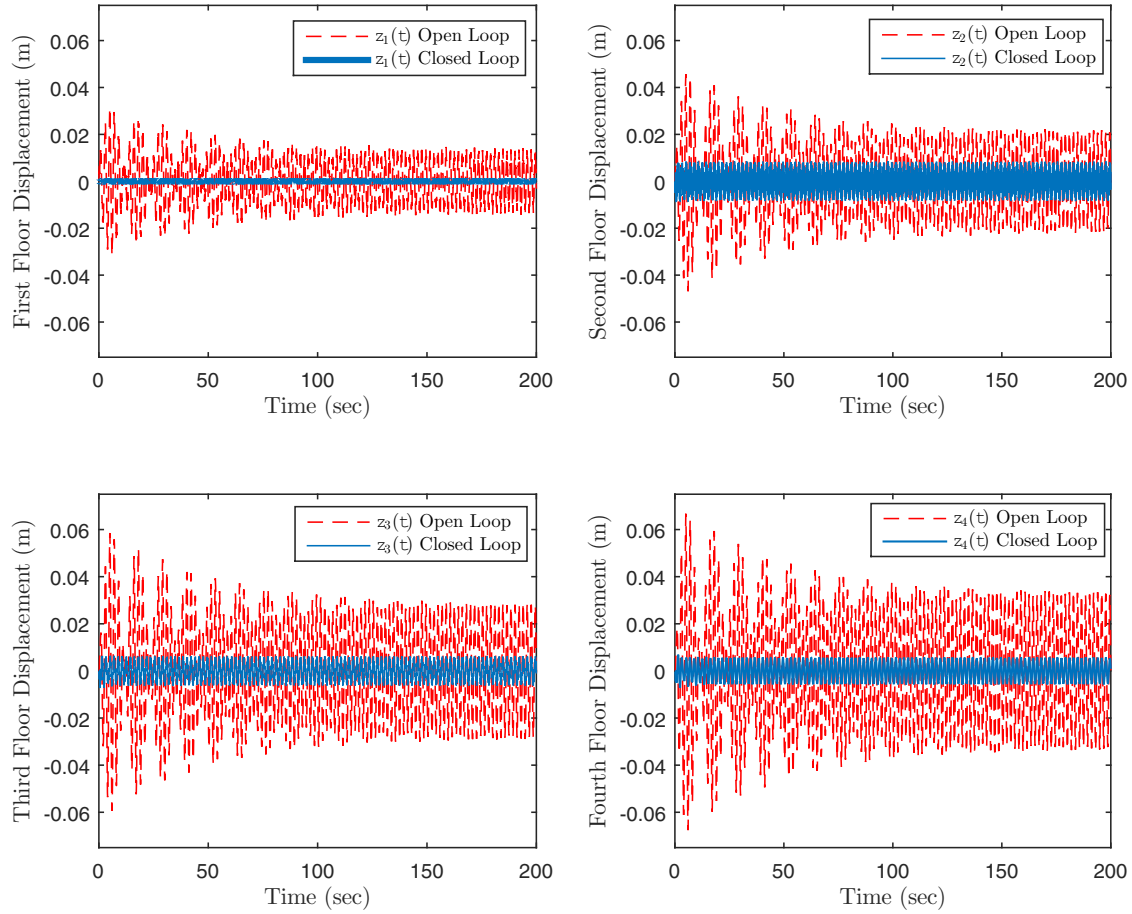 First Floor Displacement (m)
0.06
0.04
0.02
0
-0.02
-0.04
-0.06
z₁(t) Open Loop
z₁(t) Closed Loop
0 50 100 150 200
Time (sec)
Second Floor Displacement (m)
0.06
0.04
0.02
0
-0.02
-0.04
-0.06
z₂(t) Open Loop
z₂(t) Closed Loop
0 50 100 150 200
Time (sec)
Third Floor Displacement (m)
0.06
0.04
0.02
0
-0.02
-0.04
-0.06
z₃(t) Open Loop
z₃(t) Closed Loop
0 50 100 150 200
Time (sec)
Fourth Floor Displacement (m)
0.06
0.04
0.02
0
-0.02
-0.04
-0.06
z₄(t) Open Loop
z₄(t) Closed Loop
0 50 100 150 200
Time (sec)